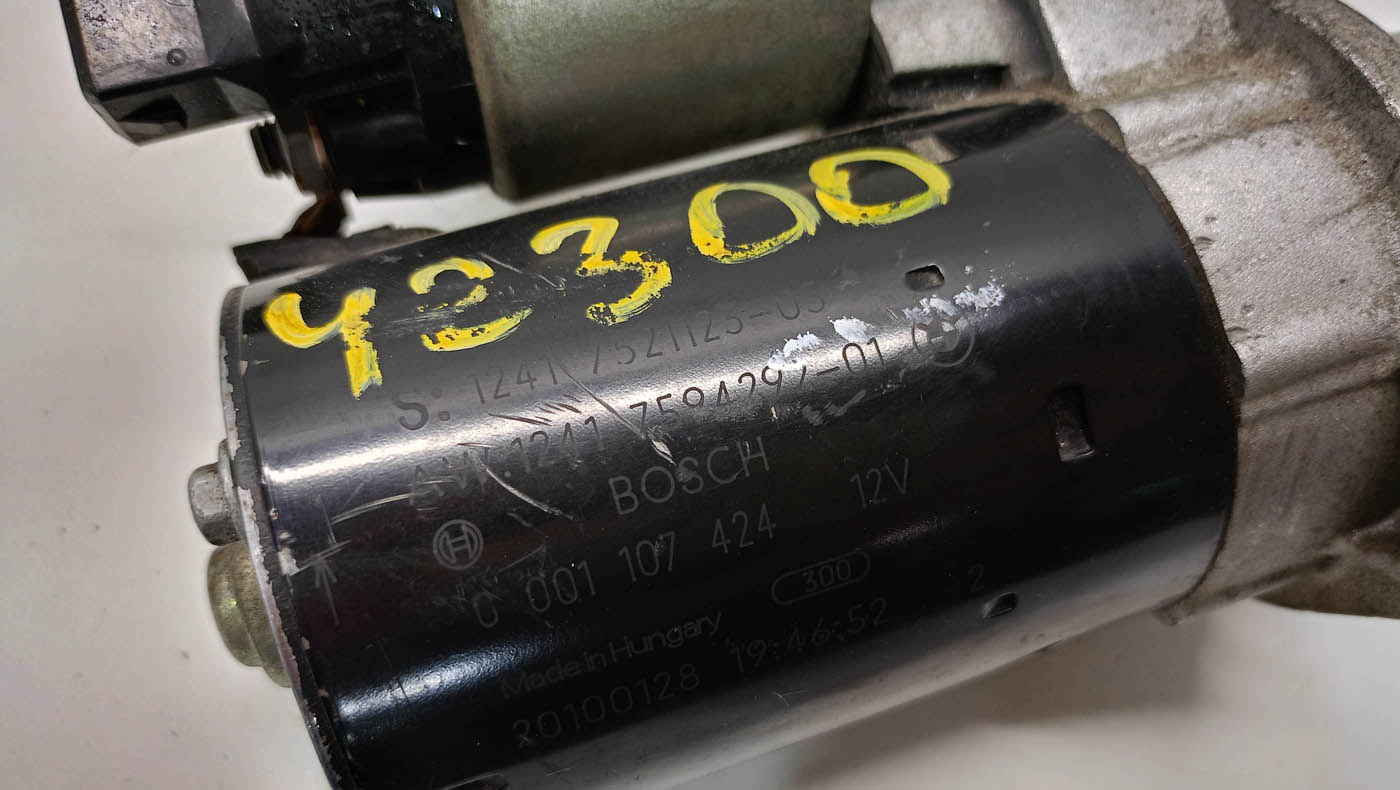 42300
S: 1241 7521123-03
AW.1241 7594297-01
BOSCH
0 001 107 424 12V
300
2
Made in Hungary
20100128 19:46:52